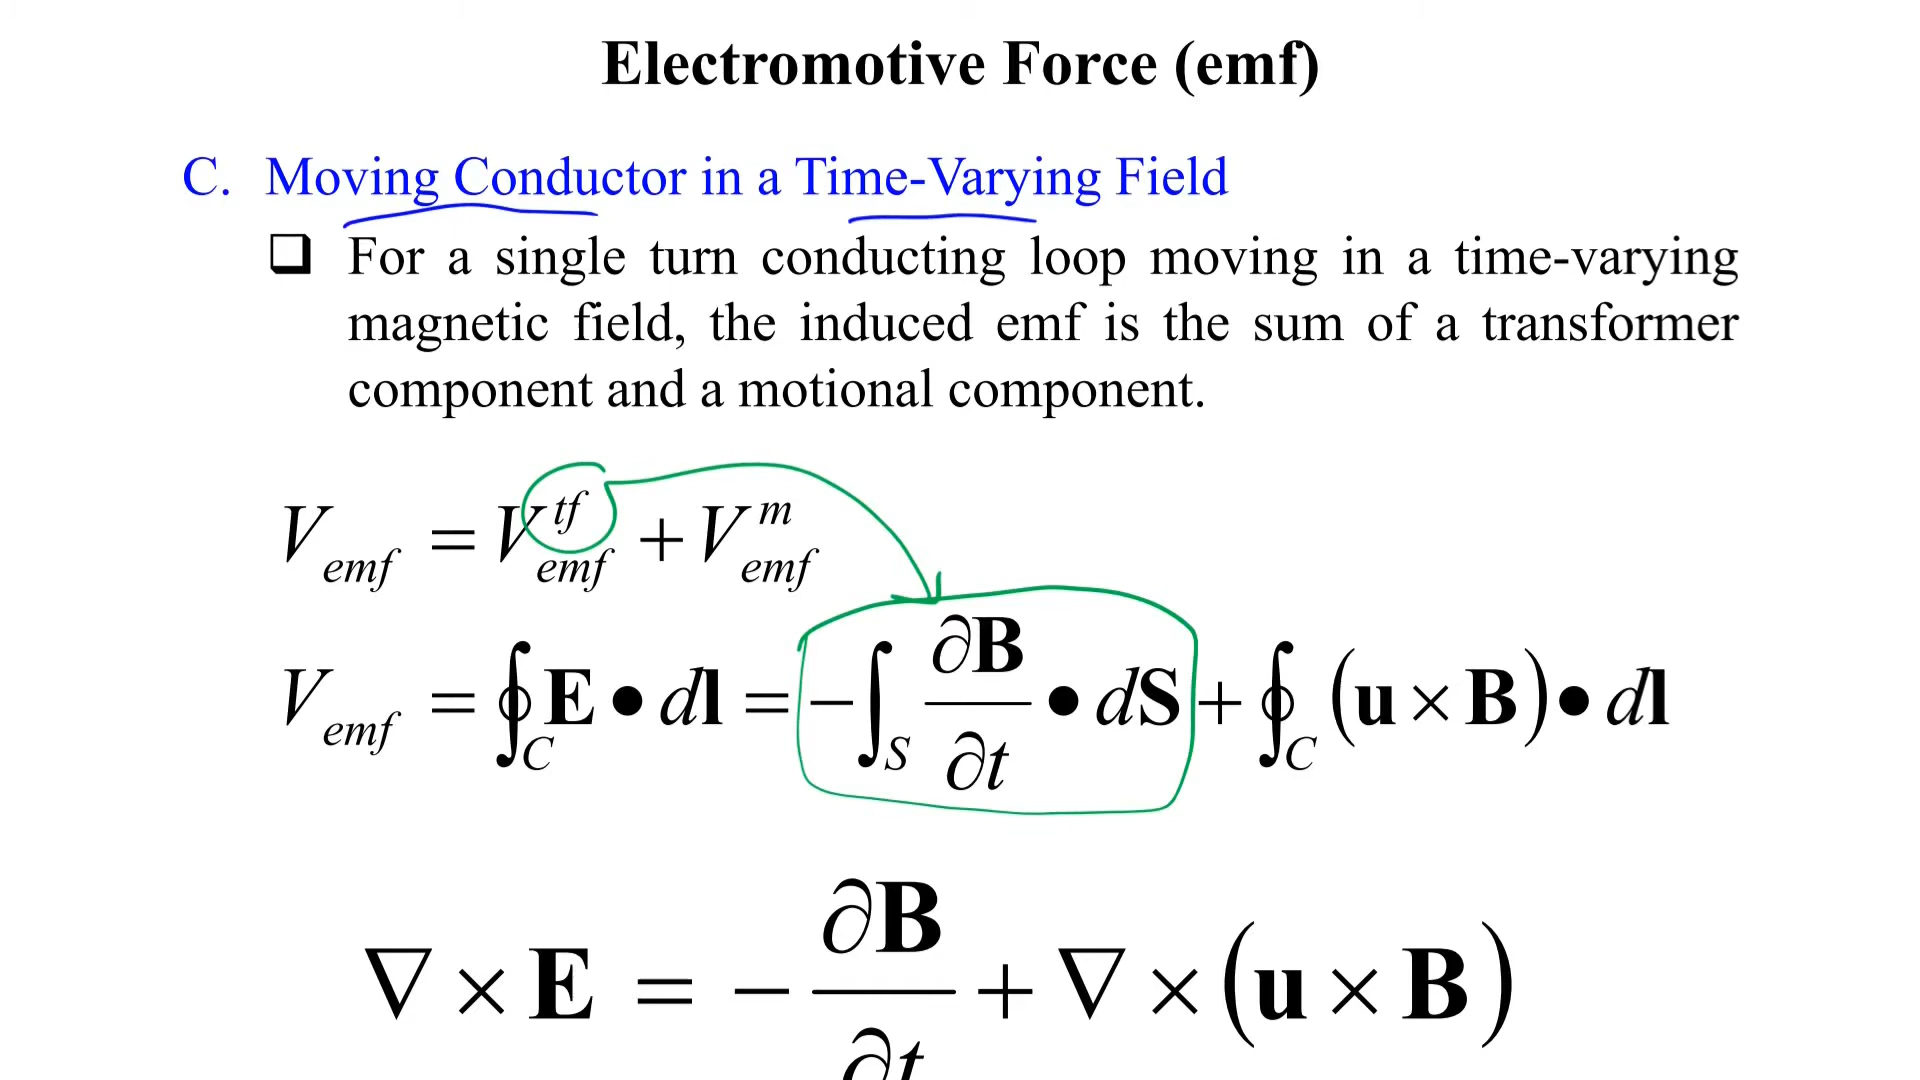 Electromotive Force (emf)
C. Moving Conductor in a Time-Varying Field
❑ For a single turn conducting loop moving in a time-varying
magnetic field, the induced emf is the sum of a transformer
component and a motional component.
V_emf = V_emf^tf + V_emf^m
V_emf = ∮_C E • dl = −∫_S ∂B/∂t • dS + ∮_C (u × B) • dl
∇ × E = − ∂B/∂t + ∇ × (u × B)